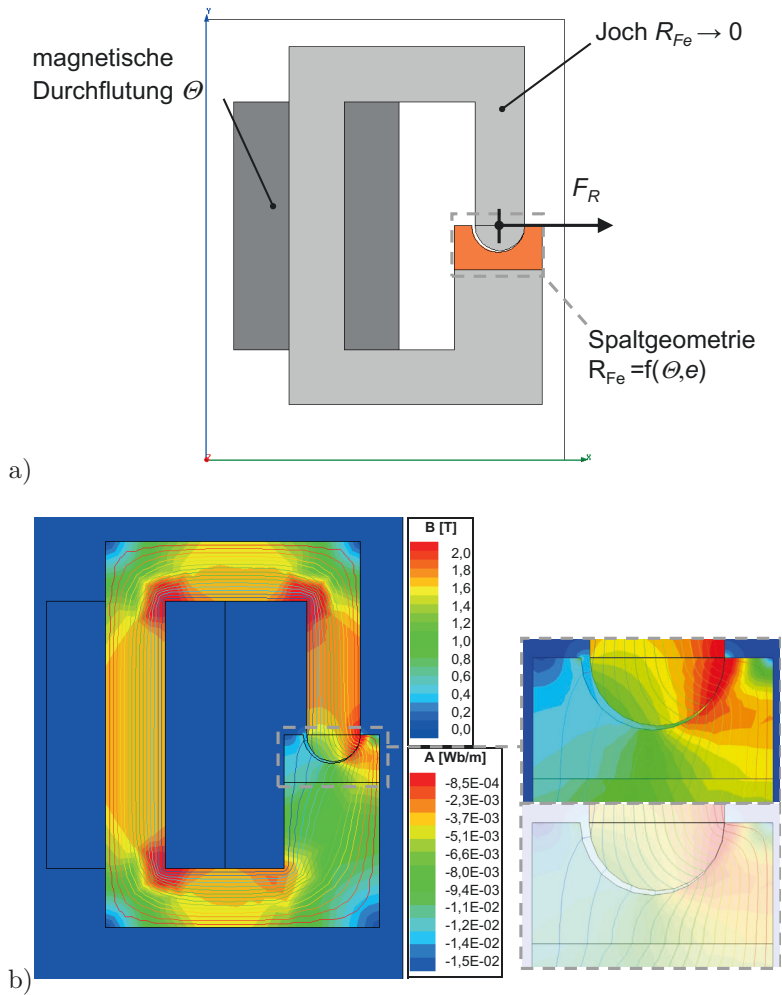 Y
magnetische
Durchflutung Θ
Joch R_Fe → 0
F_R
Spaltgeometrie
R_Fe =f(Θ,e)
Z
X
a)
B [T]
2,0
1,8
1,6
1,4
1,2
1,0
0,8
0,6
0,4
0,2
0,0
A [Wb/m]
-8,5E-04
-2,3E-03
-3,7E-03
-5,1E-03
-6,6E-03
-8,0E-03
-9,4E-03
-1,1E-02
-1,2E-02
-1,4E-02
-1,5E-02
b)